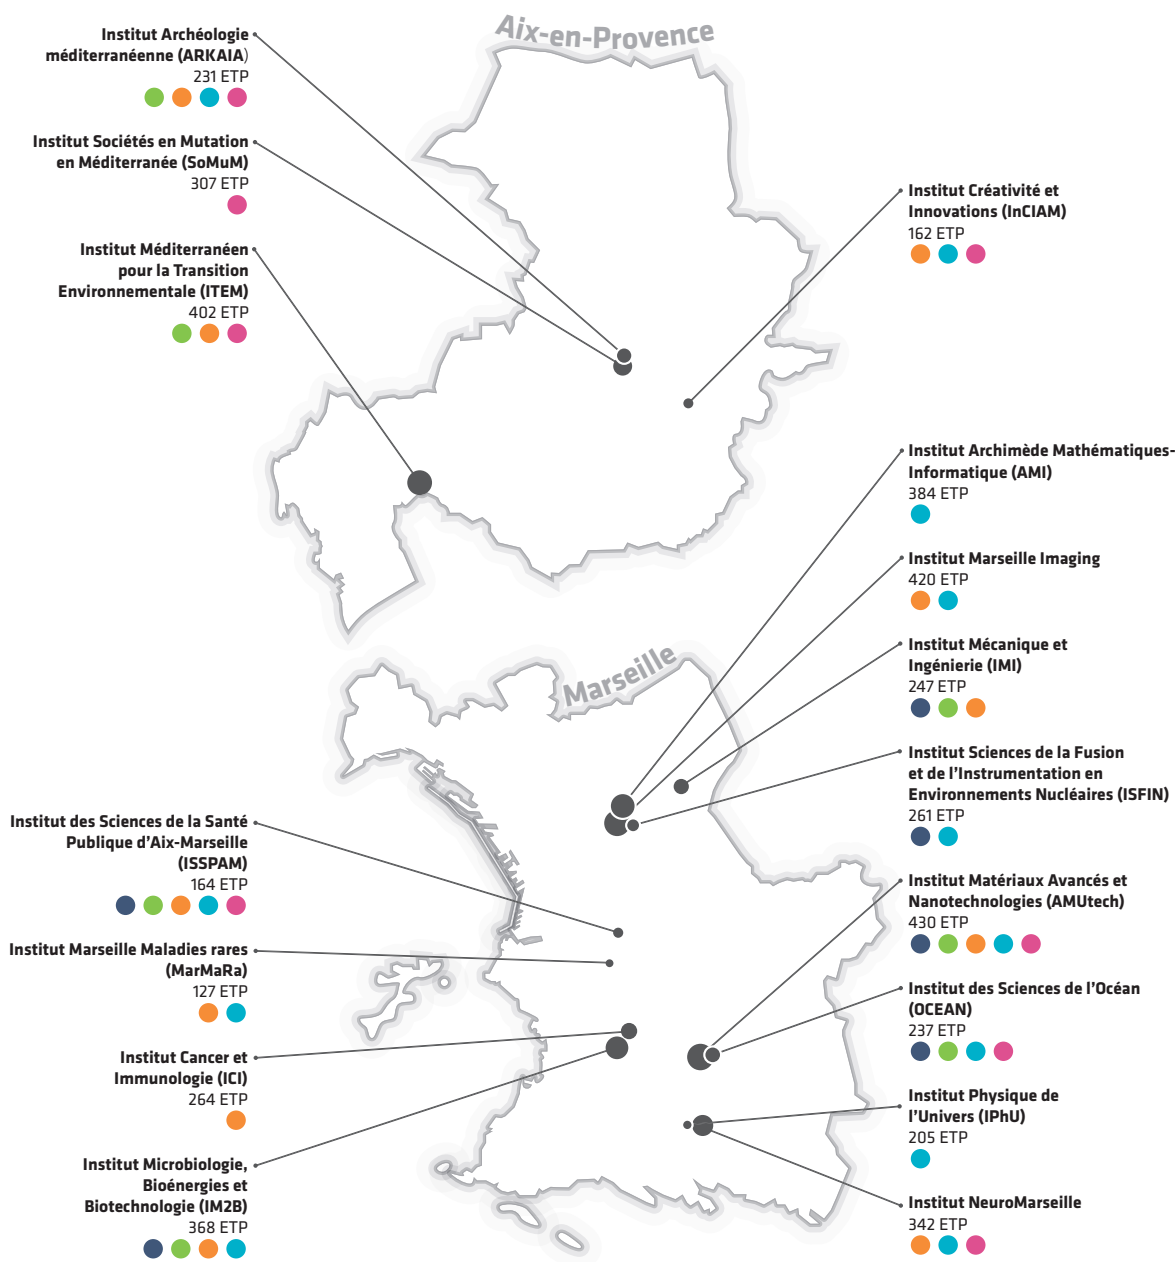 Aix-en-Provence
Institut Archéologie
méditerranéenne (ARKAIA)
231 ETP
Institut Sociétés en Mutation
en Méditerranée (SoMuM)
307 ETP
Institut Méditerranéen
pour la Transition
Environnementale (ITEM)
402 ETP
Institut Créativité et
Innovations (InCIAM)
162 ETP
Institut Archimède Mathématiques-
Informatique (AMI)
384 ETP
Institut Marseille Imaging
420 ETP
Institut Mécanique et
Ingénierie (IMI)
247 ETP
Marseille
Institut Sciences de la Fusion
et de l'Instrumentation en
Environnements Nucléaires (ISFIN)
261 ETP
Institut des Sciences de la Santé
Publique d'Aix-Marseille
(ISSPAM)
164 ETP
Institut Matériaux Avancés et
Nanotechnologies (AMUtech)
430 ETP
Institut Marseille Maladies rares
(MarMaRa)
127 ETP
Institut des Sciences de l'Océan
(OCEAN)
237 ETP
Institut Cancer et
Immunologie (ICI)
264 ETP
Institut Physique de
l'Univers (IPhU)
205 ETP
Institut Microbiologie,
Bioénergies et
Biotechnologie (IM2B)
368 ETP
Institut NeuroMarseille
342 ETP